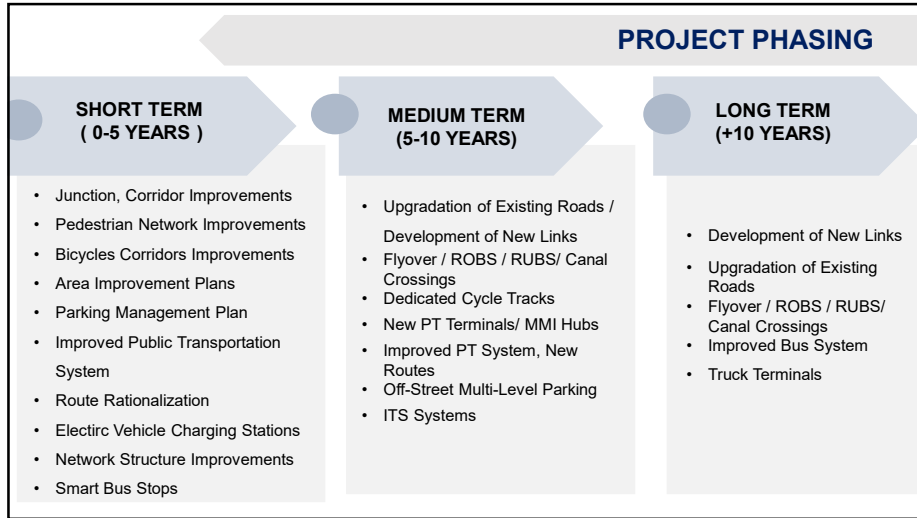 PROJECT PHASING
SHORT TERM
( 0-5 YEARS )
• Junction, Corridor Improvements
• Pedestrian Network Improvements
• Bicycles Corridors Improvements
• Area Improvement Plans
• Parking Management Plan
• Improved Public Transportation
System
• Route Rationalization
• Electirc Vehicle Charging Stations
• Network Structure Improvements
• Smart Bus Stops
MEDIUM TERM
(5-10 YEARS)
• Upgradation of Existing Roads /
Development of New Links
• Flyover / ROBS / RUBS/ Canal
Crossings
• Dedicated Cycle Tracks
• New PT Terminals/ MMI Hubs
• Improved PT System, New
Routes
• Off-Street Multi-Level Parking
• ITS Systems
LONG TERM
(+10 YEARS)
• Development of New Links
• Upgradation of Existing
Roads
• Flyover / ROBS / RUBS/
Canal Crossings
• Improved Bus System
• Truck Terminals